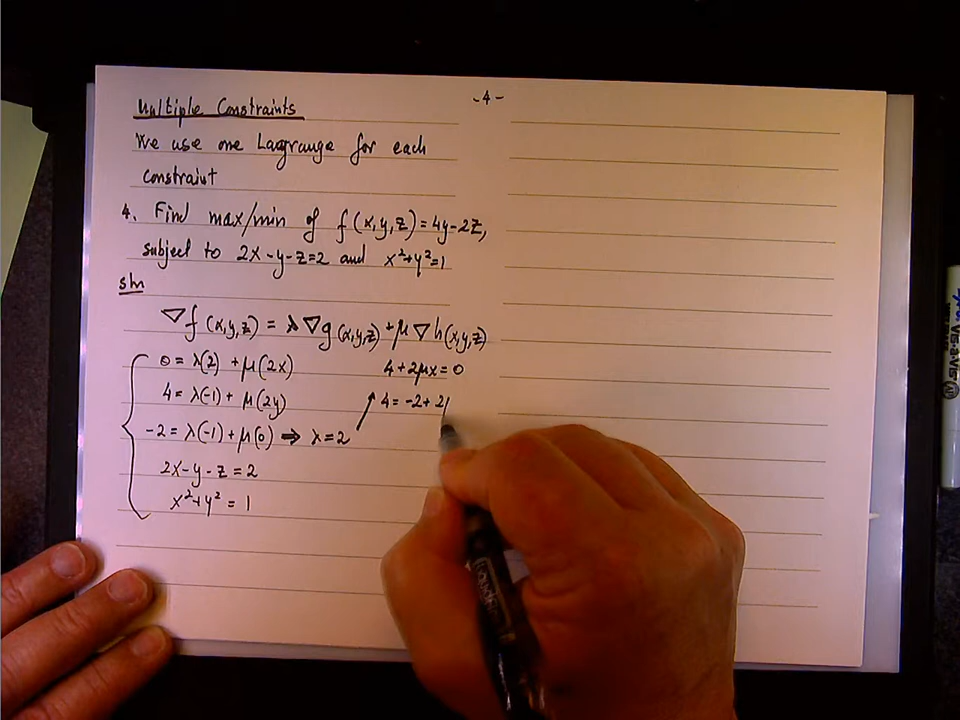 -4-
Multiple Constraints
We use one Lagrange for each
constraint
4. Find max/min of f(x,y,z)=4y-2z,
subject to 2x-y-z=2 and x²+y²=1
sln
∇f(x,y,z) = λ∇g(x,y,z)+μ∇h(x,y,z)
0 = λ(2) + μ(2x) 4+2μx=0
4 = λ(-1) + μ(2y) 4 = -2+2
-2 = λ(-1) + μ(0) ⇒ λ=2
2x-y-z = 2
x²+y² = 1